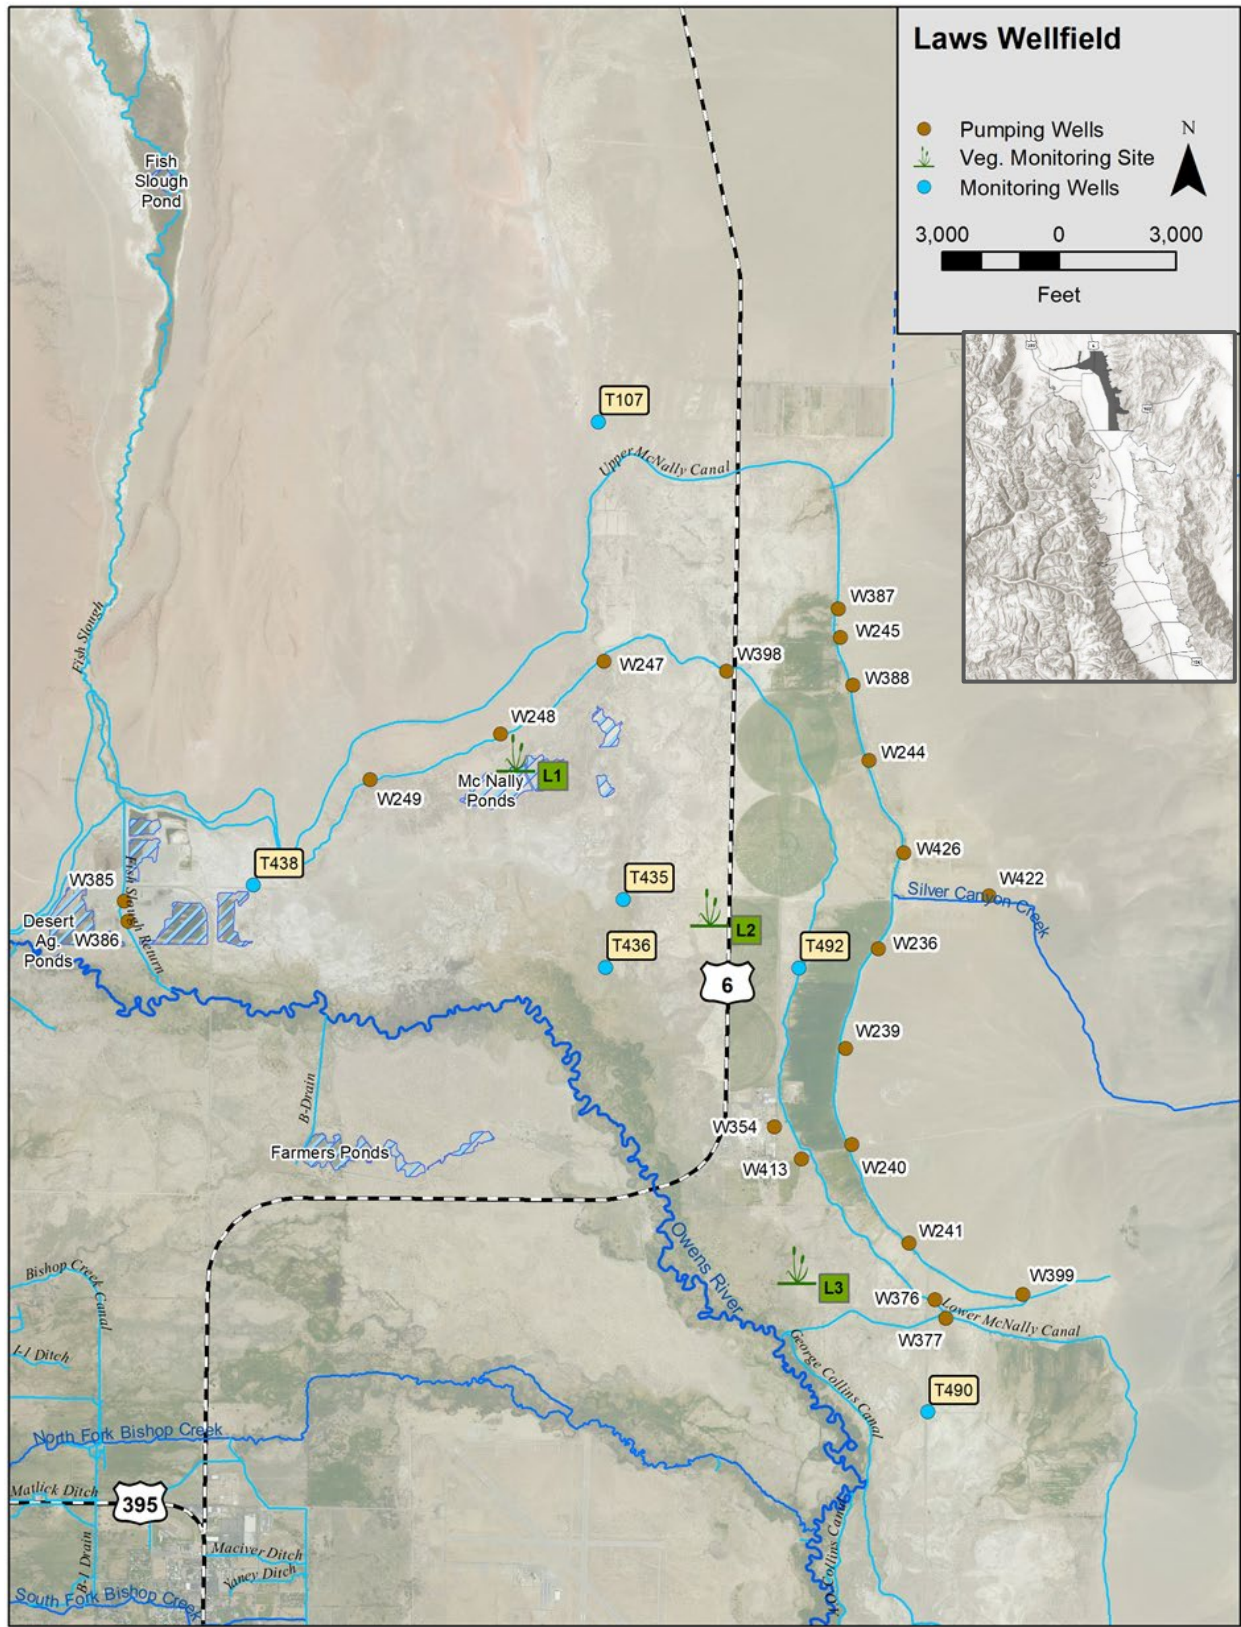 Laws Wellfield
Pumping Wells
Veg. Monitoring Site
Monitoring Wells
N
3,000 0 3,000
Feet
Fish
Slough
Pond
T107
Upper McNally Canal
W387
W245
Fish Slough
W247
W398
W388
W248
W244
L1
Mc Nally
Ponds
W249
W426
T438
T435
W385
W422
Silver Canyon Creek
Fish Slough Return
Desert
Ag.
Ponds
W386
L2
T436
T492
W236
6
W239
B-Drain
W354
Farmers Ponds
W413
W240
Owens River
W241
Bishop Creek Canal
W399
L3
W376
Lower McNally Canal
W377
George Collins Canal
I-1 Ditch
T490
North Fork Bishop Creek
Matlick Ditch
395
Maciver Ditch
B-1 Drain
Yaney Ditch
South Fork Bishop Creek
Collins Canal